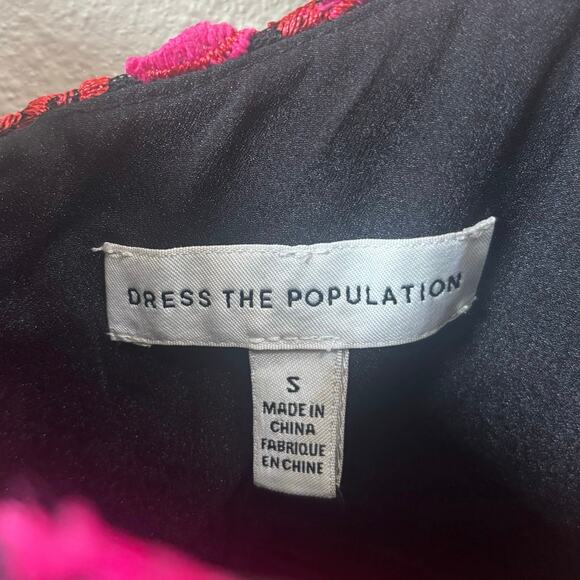 DRESS THE POPULATION
S
MADE IN
CHINA
FABRIQUE
EN CHINE